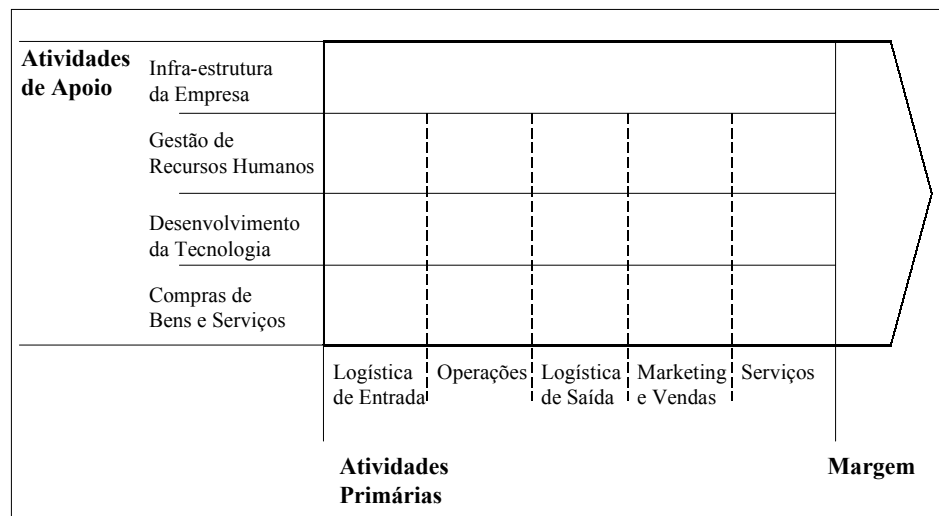 Atividades
de Apoio
Infra-estrutura
da Empresa
Gestão de
Recursos Humanos
Desenvolvimento
da Tecnologia
Compras de
Bens e Serviços
Logística
de Entrada
Operações
Logística
de Saída
Marketing
e Vendas
Serviços
Atividades
Primárias
Margem